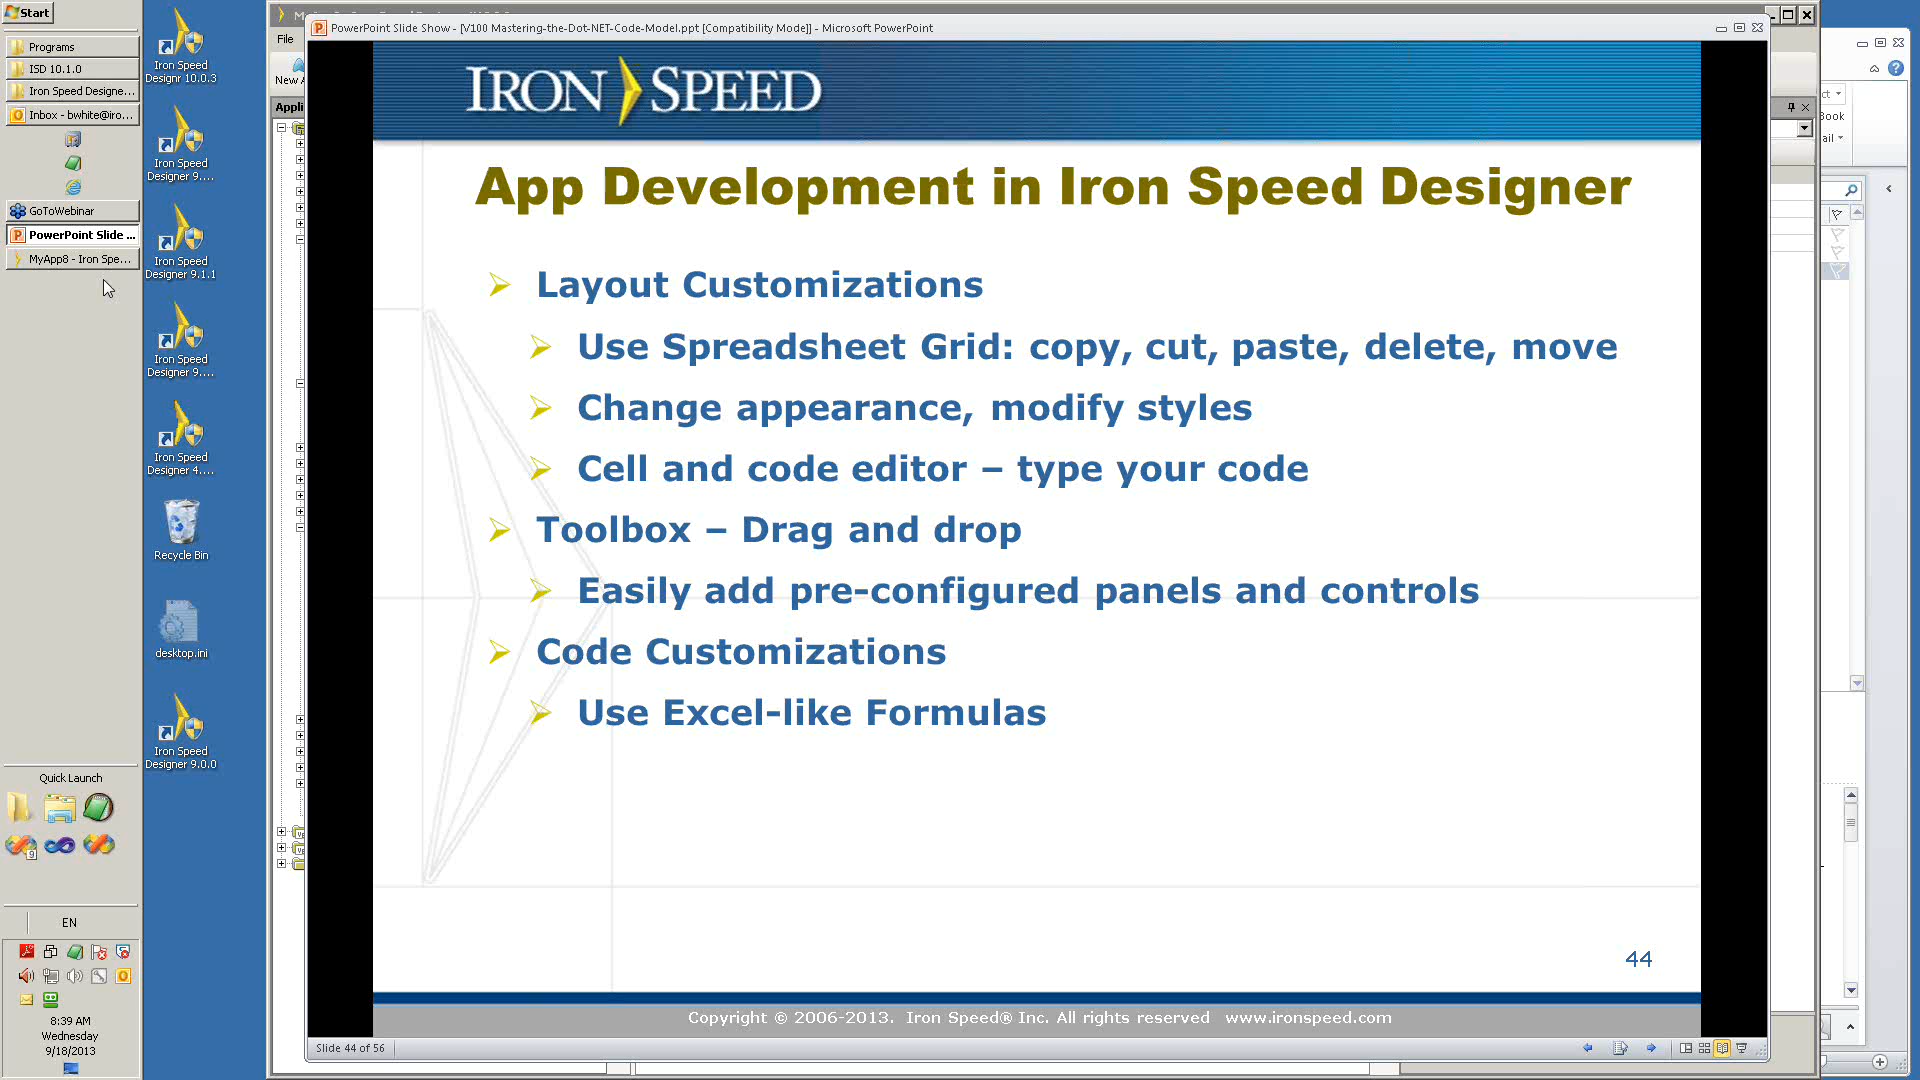 Start
Programs
ISD 10.1.0
Iron Speed Designe...
Inbox - bwhite@iro...
GoToWebinar
PowerPoint Slide ...
MyApp8 - Iron Spe...
Quick Launch
EN
8:39 AM
Wednesday
9/18/2013
Iron Speed
Designr 10.0.3
Iron Speed
Designer 9....
Iron Speed
Designer 9.1.1
Iron Speed
Designer 9....
Iron Speed
Designer 4....
Recycle Bin
desktop.ini
Iron Speed
Designer 9.0.0
File
New
Appli
PowerPoint Slide Show - [V100 Mastering-the-Dot-NET-Code-Model.ppt [Compatibility Mode]] - Microsoft PowerPoint
IRON SPEED
App Development in Iron Speed Designer
Layout Customizations
Use Spreadsheet Grid: copy, cut, paste, delete, move
Change appearance, modify styles
Cell and code editor – type your code
Toolbox – Drag and drop
Easily add pre-configured panels and controls
Code Customizations
Use Excel-like Formulas
44
Copyright © 2006-2013. Iron Speed® Inc. All rights reserved www.ironspeed.com
Slide 44 of 56